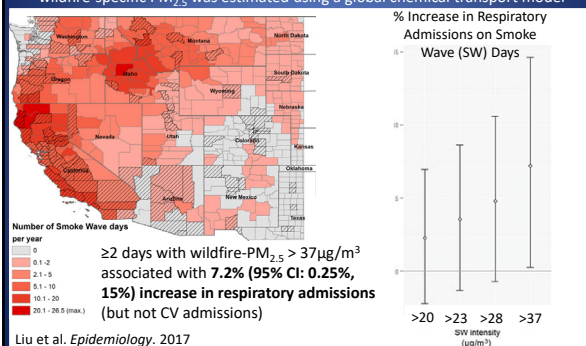 wildfire-specific PM2.5 was estimated using a global chemical transport model
Washington
Montana
North Dakota
Oregon
Idaho
South Dakota
Wyoming
Nebraska
Nevada
Utah
Colorado
Kansas
California
Oklahoma
Arizona
New Mexico
Texas
Number of Smoke Wave days
per year
0
0.1 -2
2.1 - 5
5.1 - 10
10.1 - 20
20.1 - 26.5 (max.)
≥2 days with wildfire-PM2.5 > 37µg/m3
associated with 7.2% (95% CI: 0.25%,
15%) increase in respiratory admissions
(but not CV admissions)
Liu et al. Epidemiology. 2017
% Increase in Respiratory
Admissions on Smoke
Wave (SW) Days
>20 >23 >28 >37
SW intensity
(µg/m3)